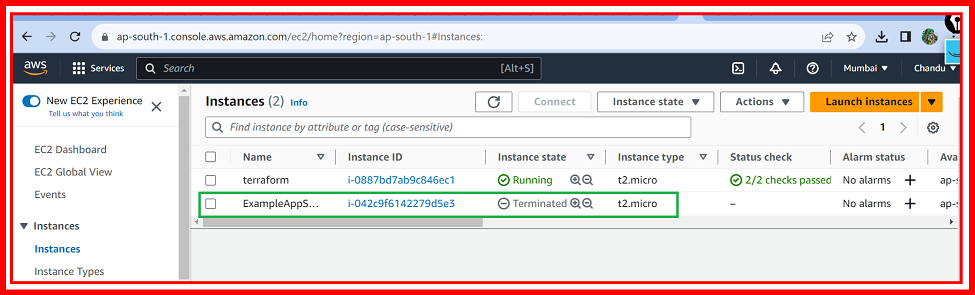 ap-south-1.console.aws.amazon.com/ec2/home?region=ap-south-1#Instances:
aws Services Search [Alt+S] Mumbai Chandu
New EC2 Experience
Tell us what you think
EC2 Dashboard
EC2 Global View
Events
Instances
Instances
Instance Types
Instances (2) Info Connect Instance state Actions Launch instances
Find instance by attribute or tag (case-sensitive)
1
Name Instance ID Instance state Instance type Status check Alarm status Ava
terraform i-0887bd7ab9c846ec1 Running t2.micro 2/2 checks passed No alarms + ap-s
ExampleAppS... i-042c9f6142279d5e3 Terminated t2.micro – No alarms + ap-s